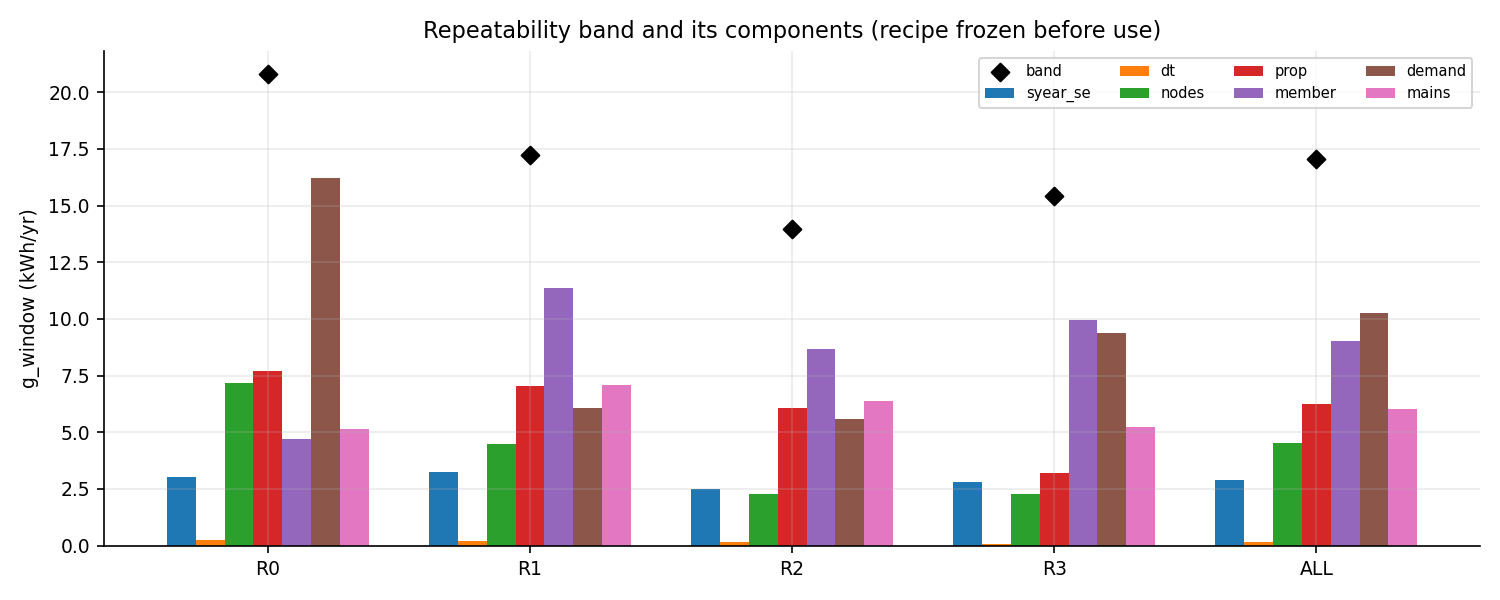 Repeatability band and its components (recipe frozen before use)
g_window (kWh/yr)
20.0
17.5
15.0
12.5
10.0
7.5
5.0
2.5
0.0
band dt prop demand
syear_se nodes member mains
R0 R1 R2 R3 ALL